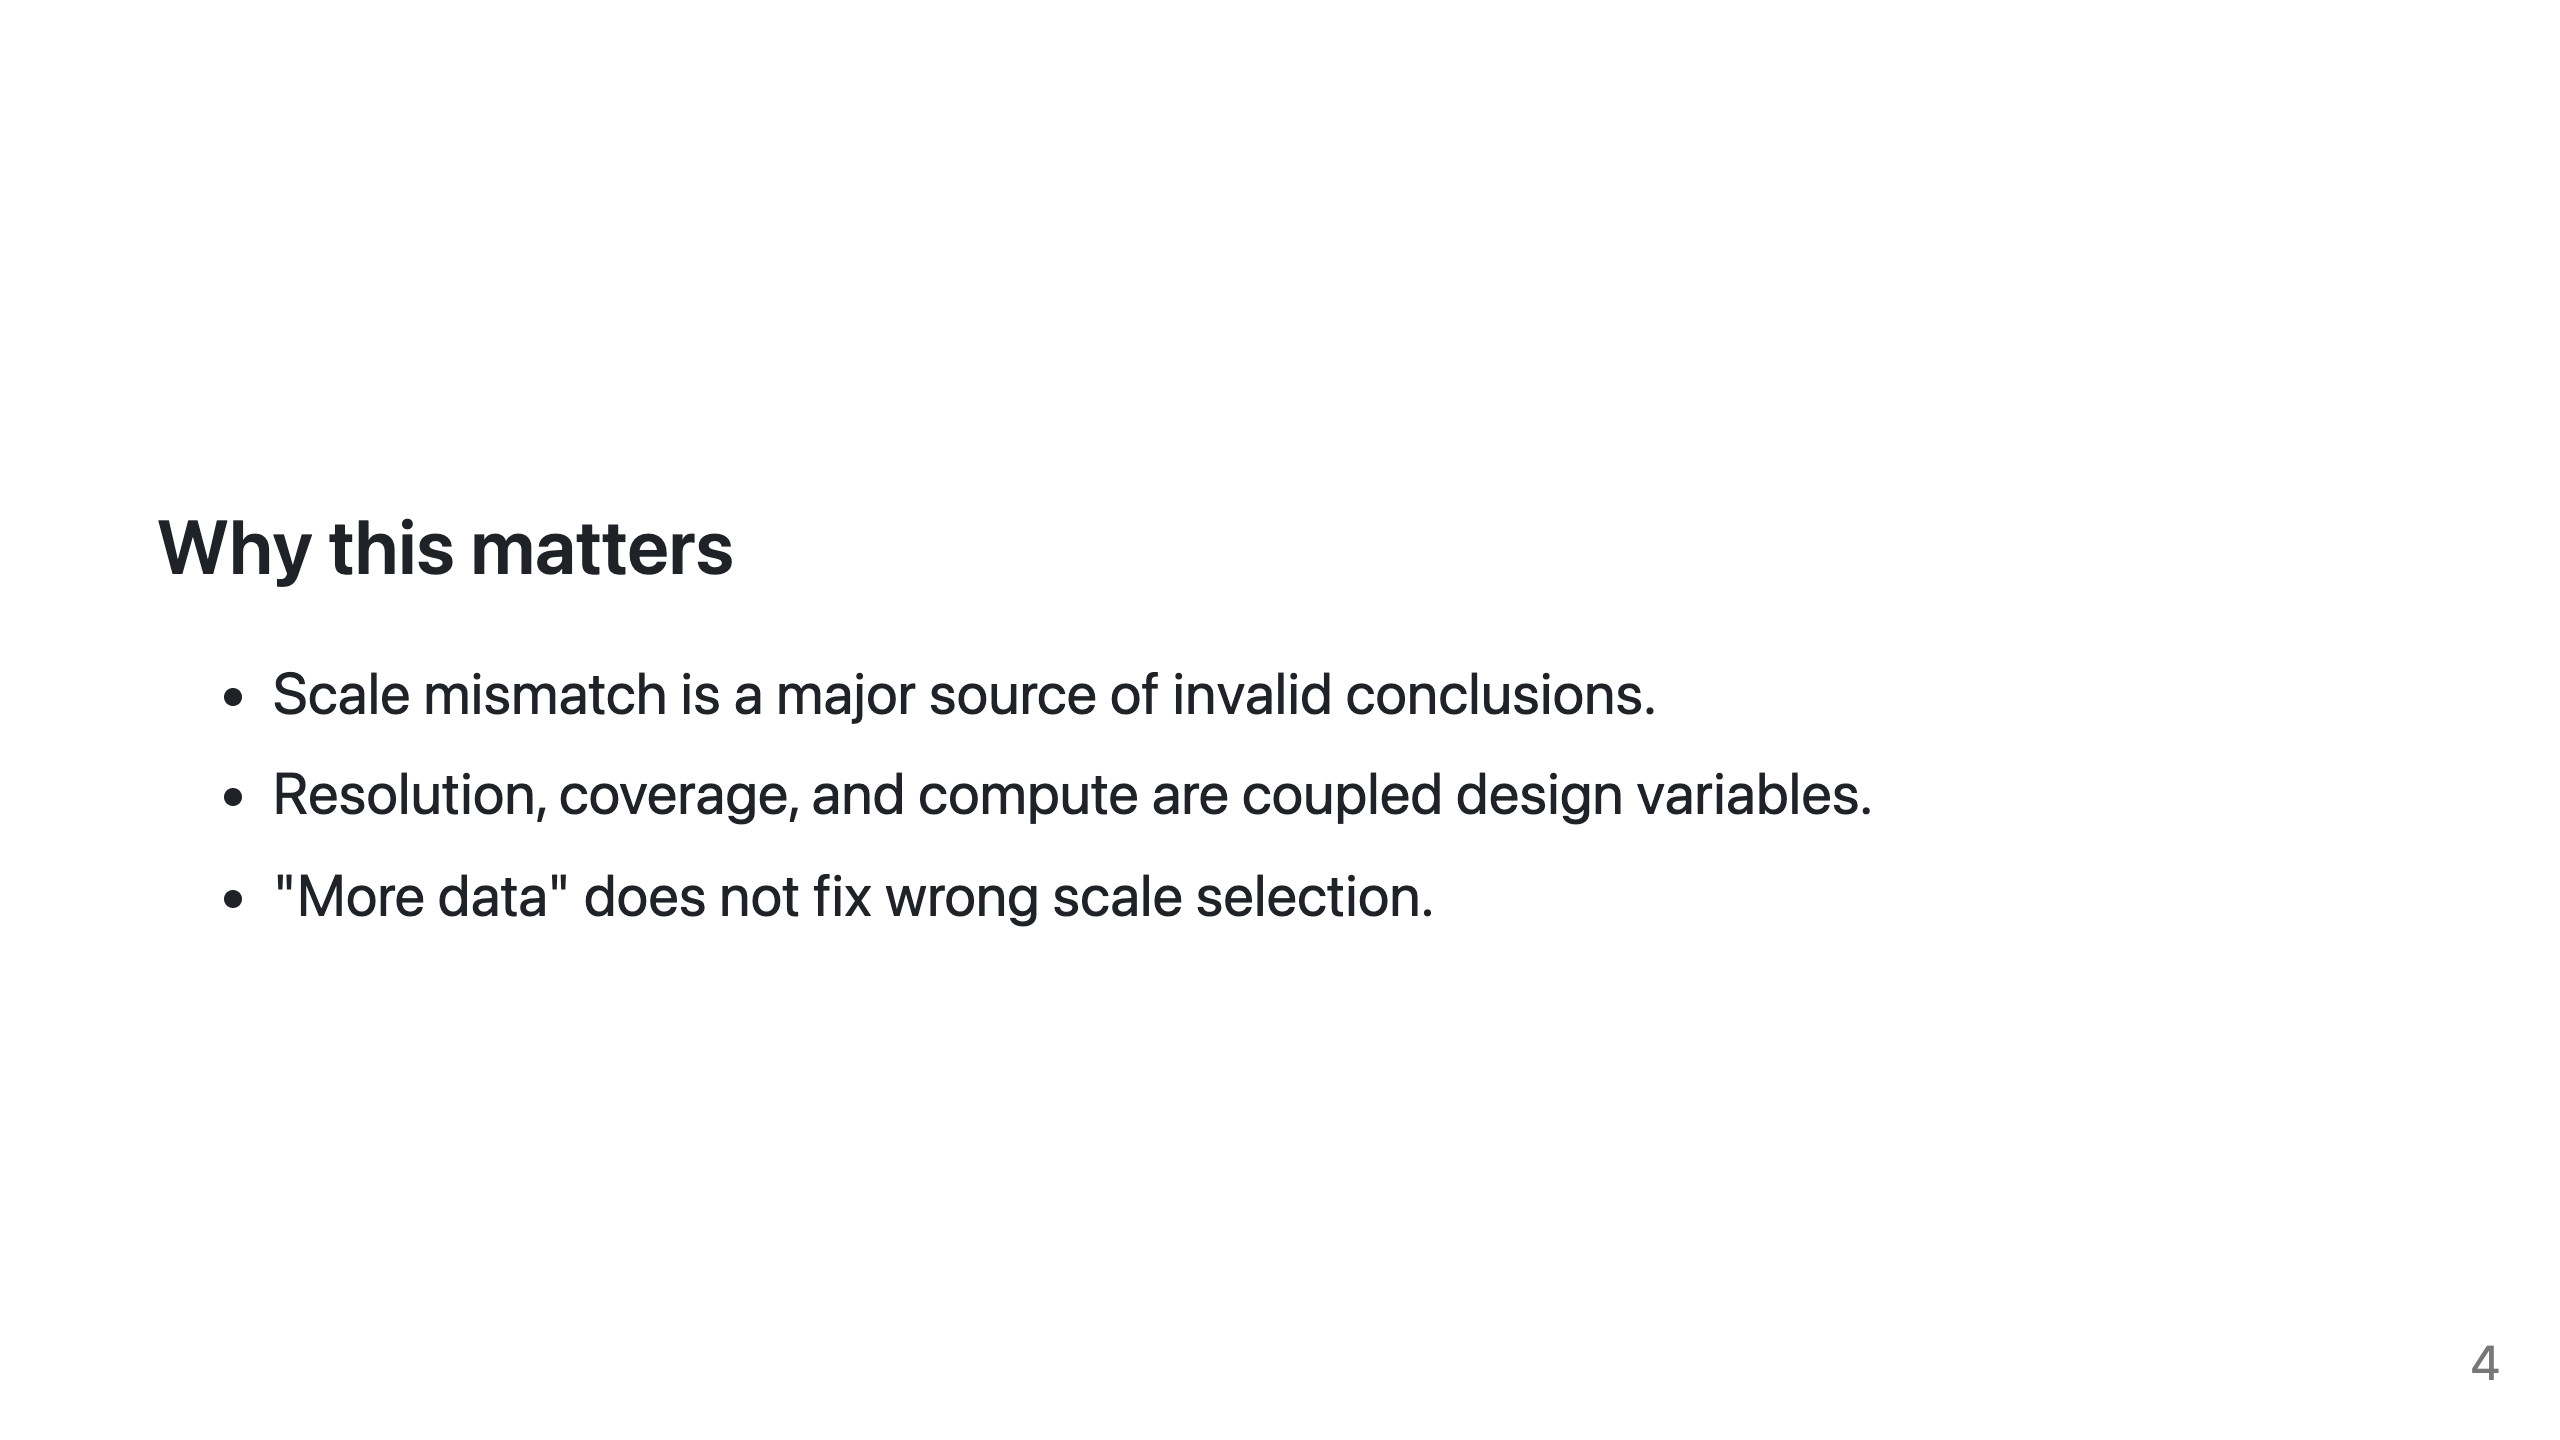 Why this matters
• Scale mismatch is a major source of invalid conclusions.
• Resolution, coverage, and compute are coupled design variables.
• "More data" does not fix wrong scale selection.
4